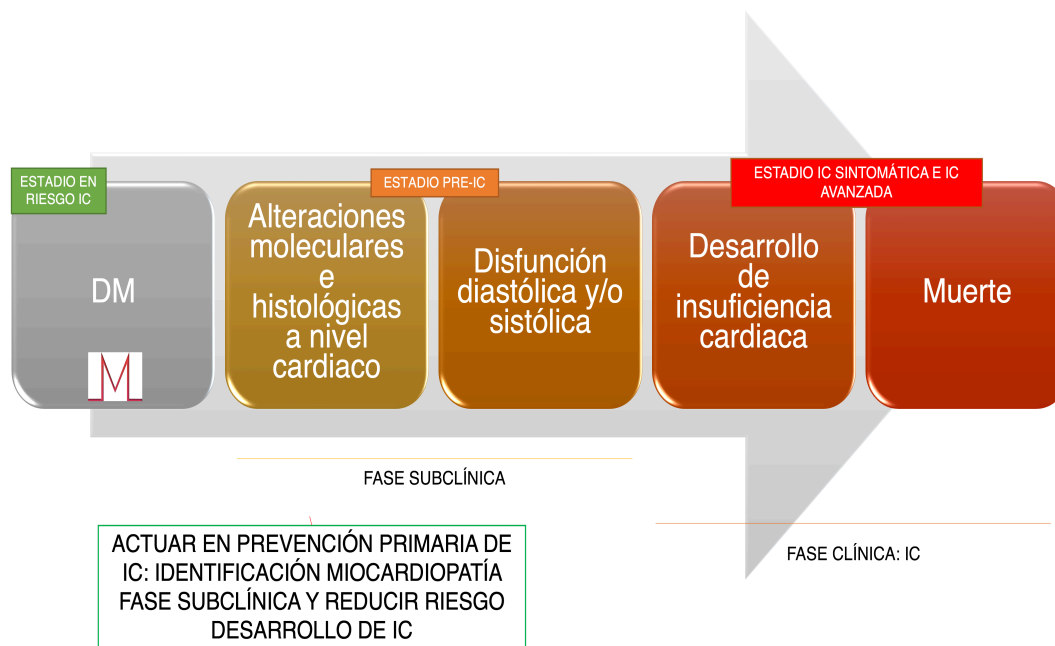 ESTADIO EN
RIESGO IC
ESTADIO PRE-IC
ESTADIO IC SINTOMÁTICA E IC
AVANZADA
DM
M
Alteraciones
moleculares
e
histológicas
a nivel
cardiaco
Disfunción
diastólica y/o
sistólica
Desarrollo
de
insuficiencia
cardiaca
Muerte
FASE SUBCLÍNICA
FASE CLÍNICA: IC
ACTUAR EN PREVENCIÓN PRIMARIA DE
IC: IDENTIFICACIÓN MIOCARDIOPATÍA
FASE SUBCLÍNICA Y REDUCIR RIESGO
DESARROLLO DE IC